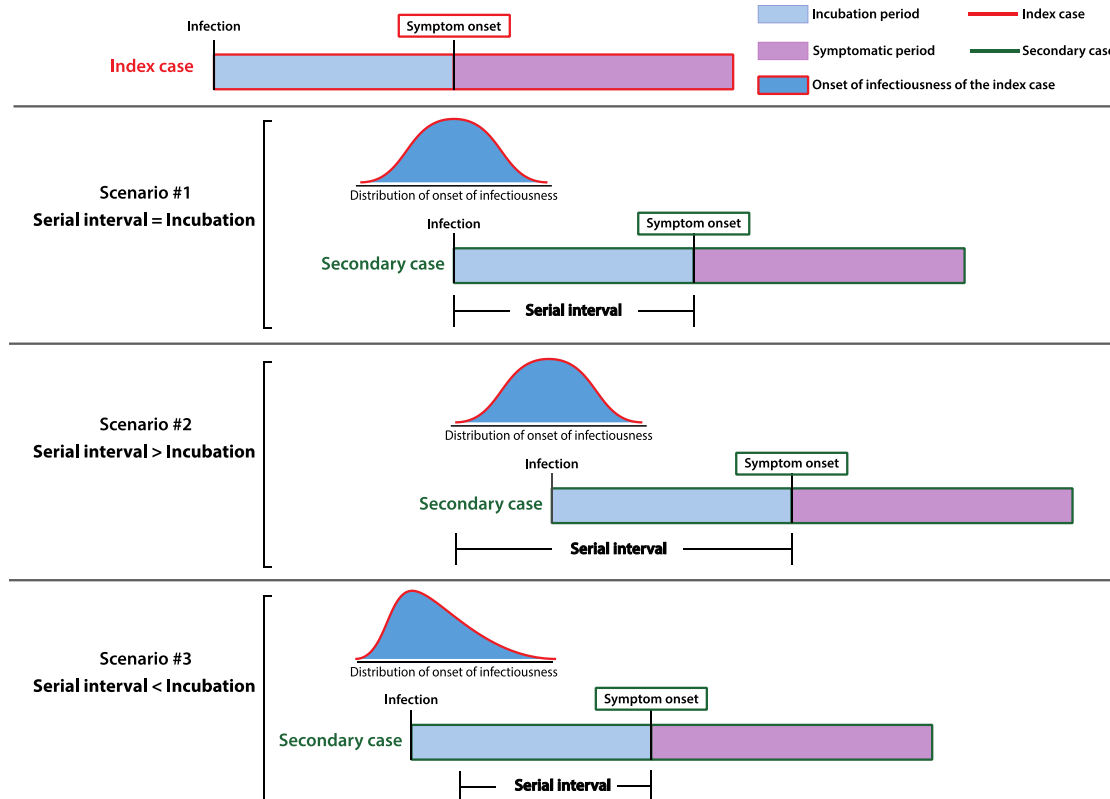 Infection
Symptom onset
Index case
Incubation period
Index case
Symptomatic period
Secondary case
Onset of infectiousness of the index case
Scenario #1
Serial interval = Incubation
Distribution of onset of infectiousness
Infection
Symptom onset
Secondary case
Serial interval
Scenario #2
Serial interval > Incubation
Distribution of onset of infectiousness
Infection
Symptom onset
Secondary case
Serial interval
Scenario #3
Serial interval < Incubation
Distribution of onset of infectiousness
Infection
Symptom onset
Secondary case
Serial interval